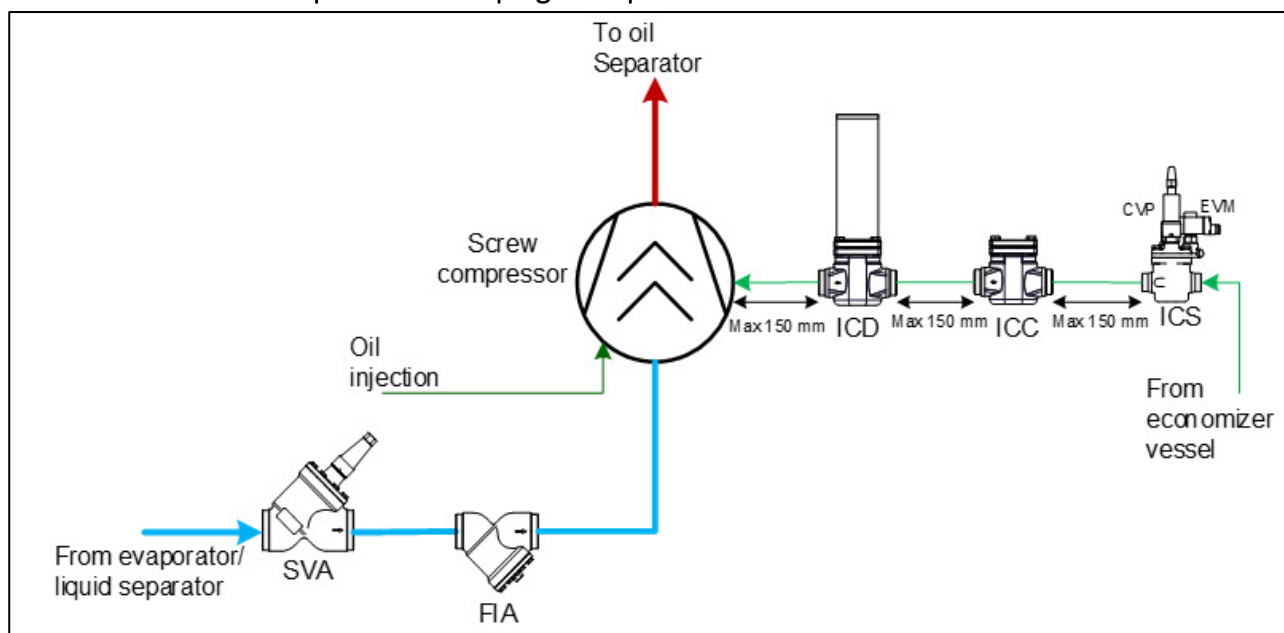 To oil
Separator
CVP
EVM
Screw
compressor
Max 150 mm
ICD
Max 150 mm
ICC
Max 150 mm
ICS
Oil
injection
From
economizer
vessel
From evaporator/
liquid separator
SVA
FIA